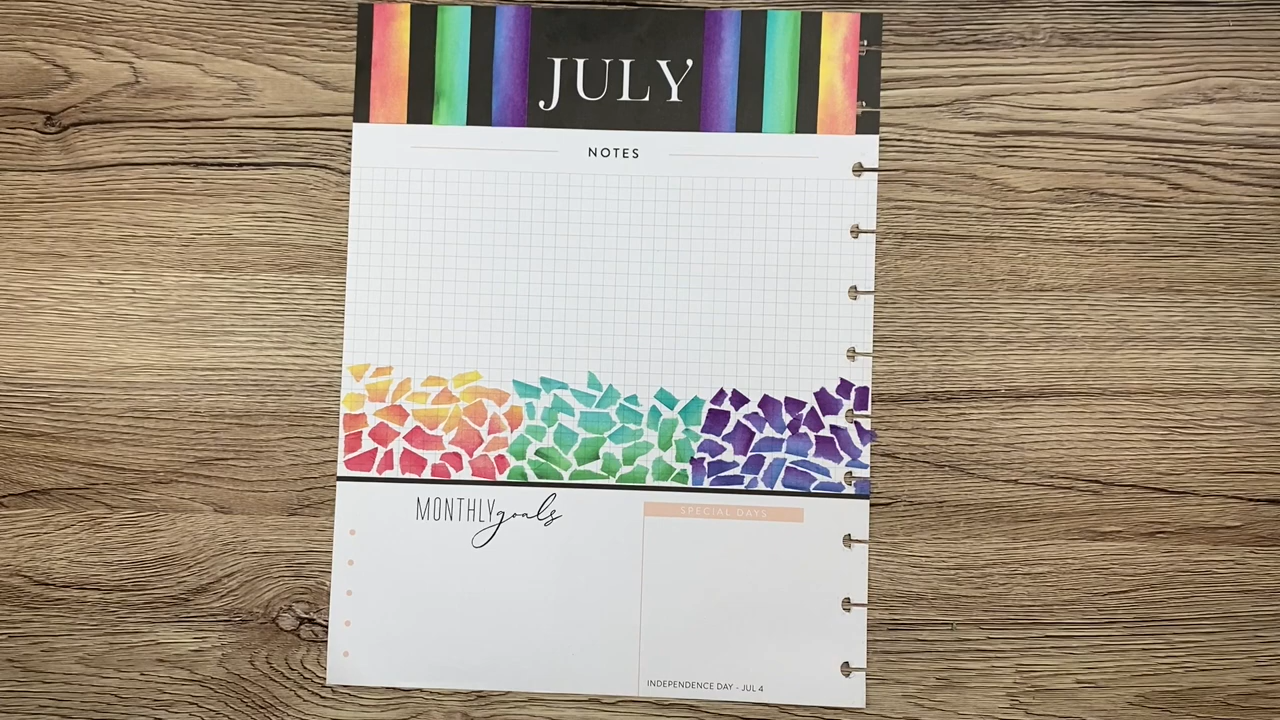 JULY
NOTES
MONTHLY goals
SPECIAL DAYS
INDEPENDENCE DAY - JUL 4